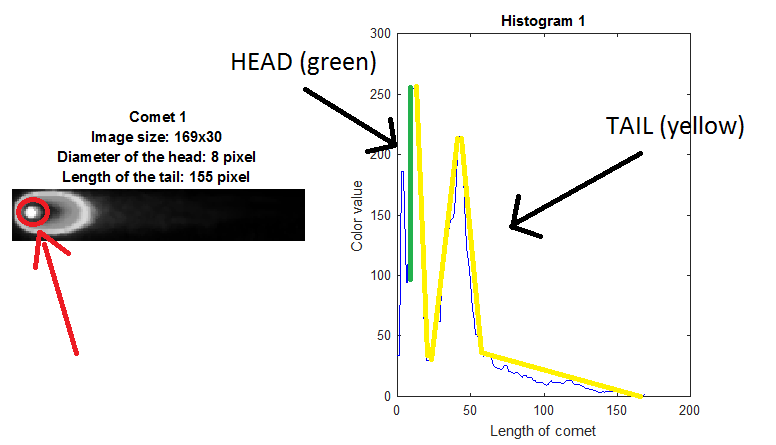 Comet 1
Image size: 169x30
Diameter of the head: 8 pixel
Length of the tail: 155 pixel
Histogram 1
HEAD (green)
TAIL (yellow)
Color value
300
250
200
150
100
50
0
0 50 100 150 200
Length of comet